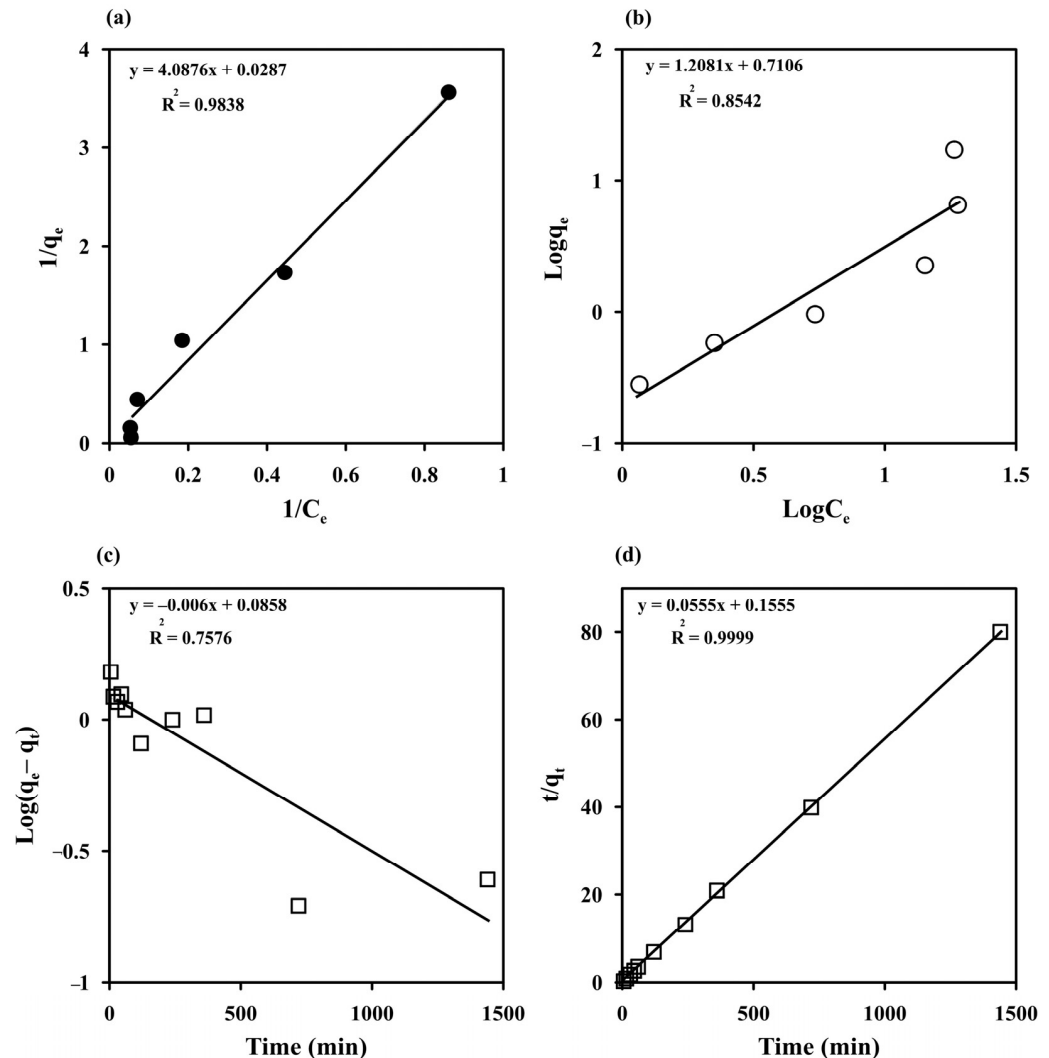 (a)
y = 4.0876x + 0.0287
R² = 0.9838
4
3
2
1
0
0 0.2 0.4 0.6 0.8 1
1/qₑ
1/Cₑ
(b)
y = 1.2081x + 0.7106
R² = 0.8542
2
1
0
–1
0 0.5 1 1.5
Logqₑ
LogCₑ
(c)
y = –0.006x + 0.0858
R² = 0.7576
0.5
0
–0.5
–1
0 500 1000 1500
Log(qₑ– qₜ)
Time (min)
(d)
y = 0.0555x + 0.1555
R² = 0.9999
80
60
40
20
0
0 500 1000 1500
t/qₜ
Time (min)